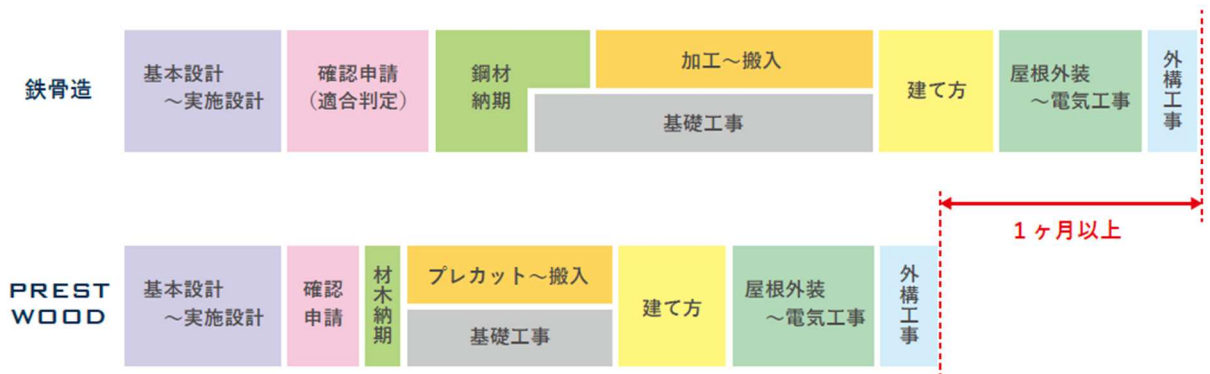 鉄骨造
基本設計
～実施設計
確認申請
（適合判定）
鋼材
納期
加工～搬入
基礎工事
建て方
屋根外装
～電気工事
外構工事
1ヶ月以上
PREST
WOOD
基本設計
～実施設計
確認
申請
材木納期
プレカット～搬入
基礎工事
建て方
屋根外装
～電気工事
外構工事